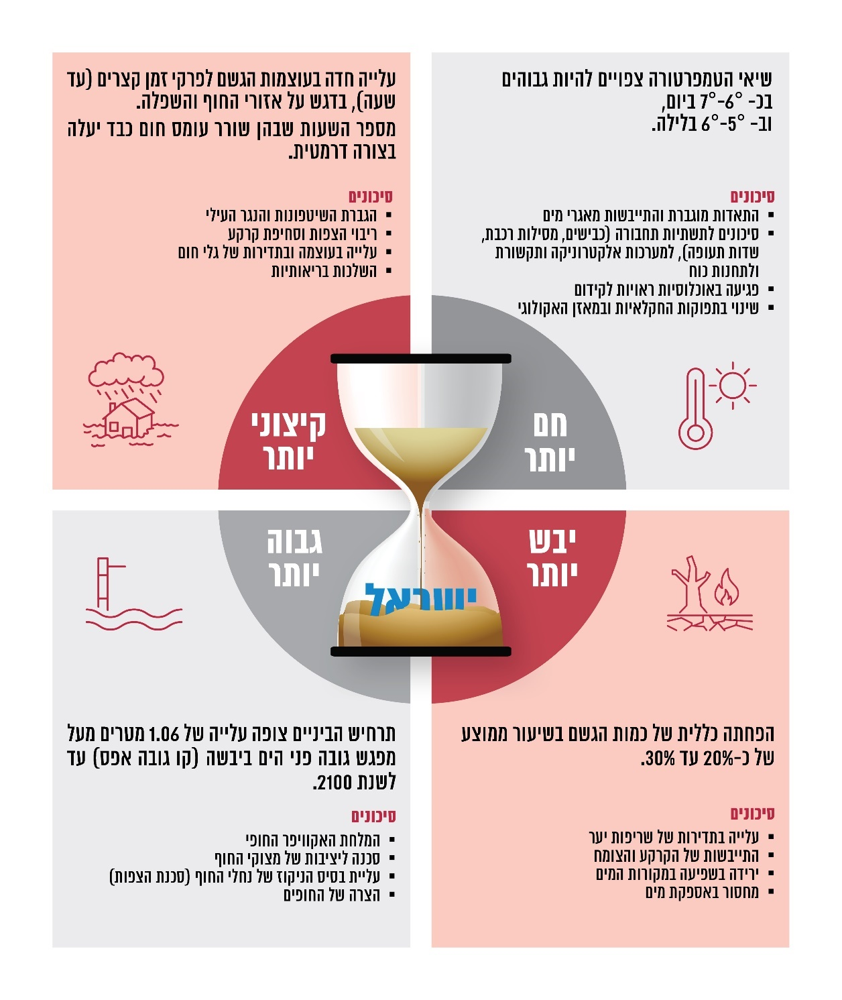 שיאי הטמפרטורה צפויים להיות גבוהים
בכ- 6°-7° ביום,
וב- 5°-6° בלילה.
סיכונים
▪ התאדות מוגברת והתייבשות מאגרי מים
▪ סיכונים לתשתיות תחבורה (כבישים, מסילות רכבת,
שדות תעופה), למערכות אלקטרוניקה ותקשורת
ולתחנות כוח
▪ פגיעה באוכלוסיות ראויות לקידום
▪ שינוי בתפוקות החקלאיות ובמאזן האקולוגי
חם
יותר
עלייה חדה בעוצמות הגשם לפרקי זמן קצרים (עד
שעה), בדגש על אזורי החוף והשפלה.
מספר השעות שבהן שורר עומס חום כבד יעלה
בצורה דרמטית.
סיכונים
▪ הגברת השיטפונות והנגר העילי
▪ ריבוי הצפות וסחיפת קרקע
▪ עלייה בעוצמה ובתדירות של גלי חום
▪ השלכות בריאותיות
קיצוני
יותר
יבש
יותר
הפחתה כללית של כמות הגשם בשיעור ממוצע
של כ-20% עד 30%.
סיכונים
▪ עלייה בתדירות של שריפות יער
▪ התייבשות של הקרקע והצומח
▪ ירידה בשפיעה במקורות המים
▪ מחסור באספקת מים
גבוה
יותר
ישראל
תרחיש הביניים צופה עלייה של 1.06 מטרים מעל
מפגש גובה פני הים ביבשה (קו גובה אפס) עד
לשנת 2100.
סיכונים
▪ המלחת האקוויפר החופי
▪ סכנה ליציבות של מצוקי החוף
▪ עליית בסיס הניקוז של נחלי החוף (סכנת הצפות)
▪ הצרה של החופים